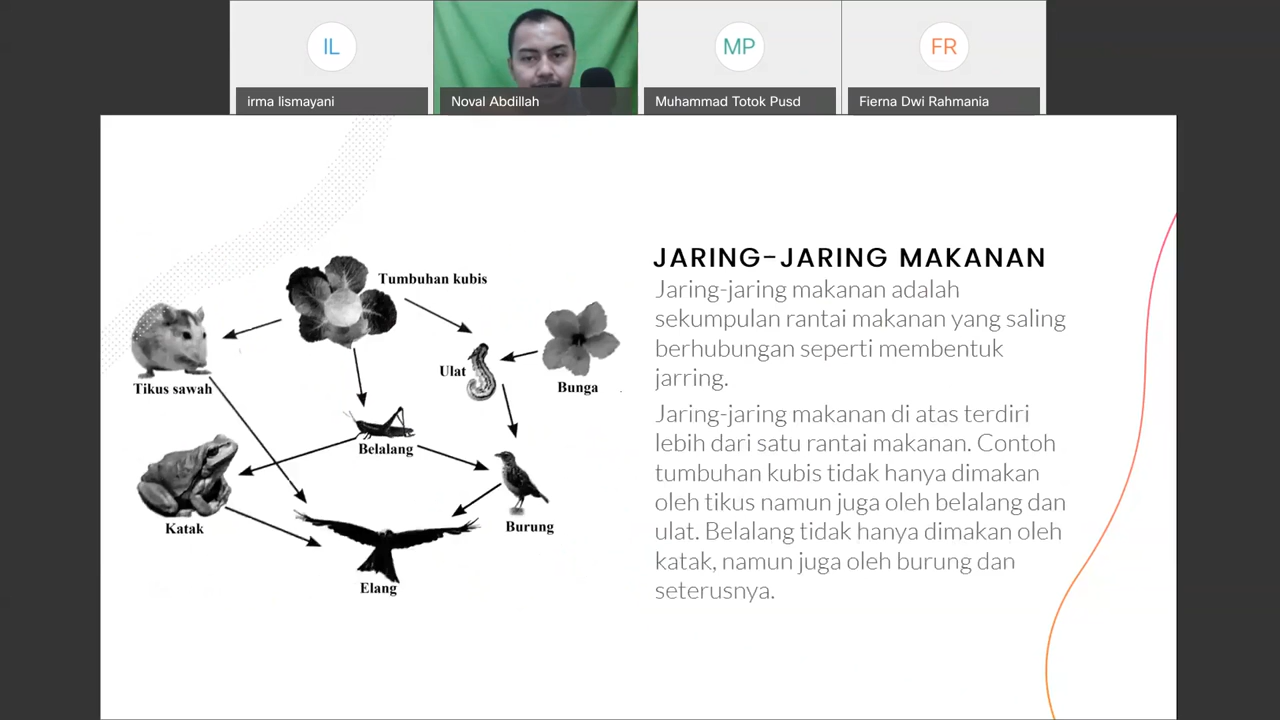 IL
MP
FR
irma lismayani
Noval Abdillah
Muhammad Totok Pusd
Fierna Dwi Rahmania
Tumbuhan kubis
Tikus sawah
Ulat
Bunga
Belalang
Katak
Burung
Elang
JARING-JARING MAKANAN
Jaring-jaring makanan adalah
sekumpulan rantai makanan yang saling
berhubungan seperti membentuk
jarring.
Jaring-jaring makanan di atas terdiri
lebih dari satu rantai makanan. Contoh
tumbuhan kubis tidak hanya dimakan
oleh tikus namun juga oleh belalang dan
ulat. Belalang tidak hanya dimakan oleh
katak, namun juga oleh burung dan
seterusnya.